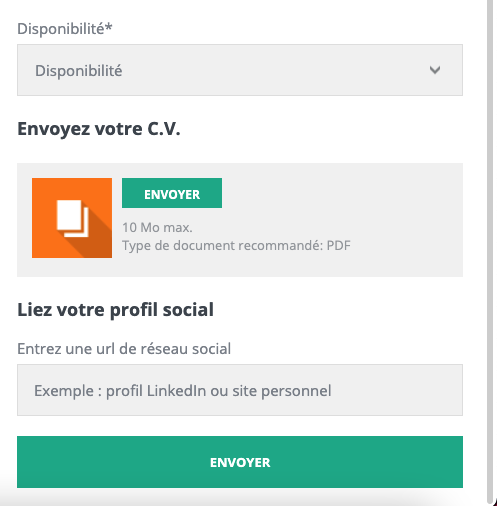 Disponibilité*
Disponibilité
Envoyez votre C.V.
ENVOYER
10 Mo max.
Type de document recommandé: PDF
Liez votre profil social
Entrez une url de réseau social
Exemple : profil LinkedIn ou site personnel
ENVOYER